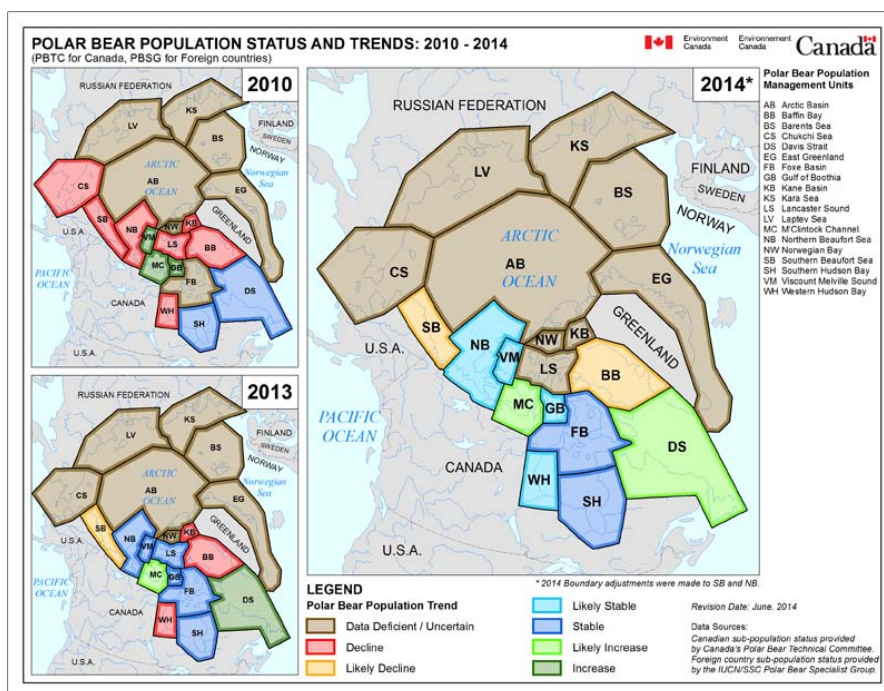 POLAR BEAR POPULATION STATUS AND TRENDS: 2010 - 2014
(PBTC for Canada, PBSG for Foreign countries)
Environment Canada
Environnement Canada
Canada
2010
RUSSIAN FEDERATION
KS
LV
BS
FINLAND
SWEDEN
NORWAY
Norwegian Sea
ARCTIC OCEAN
CS
AB
EG
GREENLAND
SB
NB
VM
NW
KB
LS
BB
MC
GB
FB
DS
WH
SH
U.S.A.
CANADA
PACIFIC OCEAN
U.S.A.
2013
RUSSIAN FEDERATION
KS
LV
BS
FINLAND
SWEDEN
NORWAY
Norwegian Sea
ARCTIC OCEAN
CS
AB
EG
GREENLAND
SB
NB
VM
NW
KB
LS
BB
MC
GB
FB
DS
WH
SH
U.S.A.
CANADA
PACIFIC OCEAN
U.S.A.
2014*
RUSSIAN FEDERATION
KS
LV
BS
FINLAND
SWEDEN
NORWAY
Norwegian Sea
ARCTIC OCEAN
CS
AB
EG
GREENLAND
SB
NB
VM
NW
KB
LS
BB
MC
GB
FB
DS
WH
SH
U.S.A.
CANADA
PACIFIC OCEAN
U.S.A.
Polar Bear Population
Management Units
AB Arctic Basin
BB Baffin Bay
BS Barents Sea
CS Chukchi Sea
DS Davis Strait
EG East Greenland
FB Foxe Basin
GB Gulf of Boothia
KB Kane Basin
KS Kara Sea
LS Lancaster Sound
LV Laptev Sea
MC M'Clintock Channel
NB Northern Beaufort Sea
NW Norwegian Bay
SB Southern Beaufort Sea
SH Southern Hudson Bay
VM Viscount Melville Sound
WH Western Hudson Bay
* 2014 Boundary adjustments were made to SB and NB.
LEGEND
Polar Bear Population Trend
Data Deficient / Uncertain
Decline
Likely Decline
Likely Stable
Stable
Likely Increase
Increase
Revision Date: June, 2014
Data Sources:
Canadian sub-population status provided
by Canada's Polar Bear Technical Committee.
Foreign country sub-population status provided
by the IUCN/SSC Polar Bear Specialist Group.